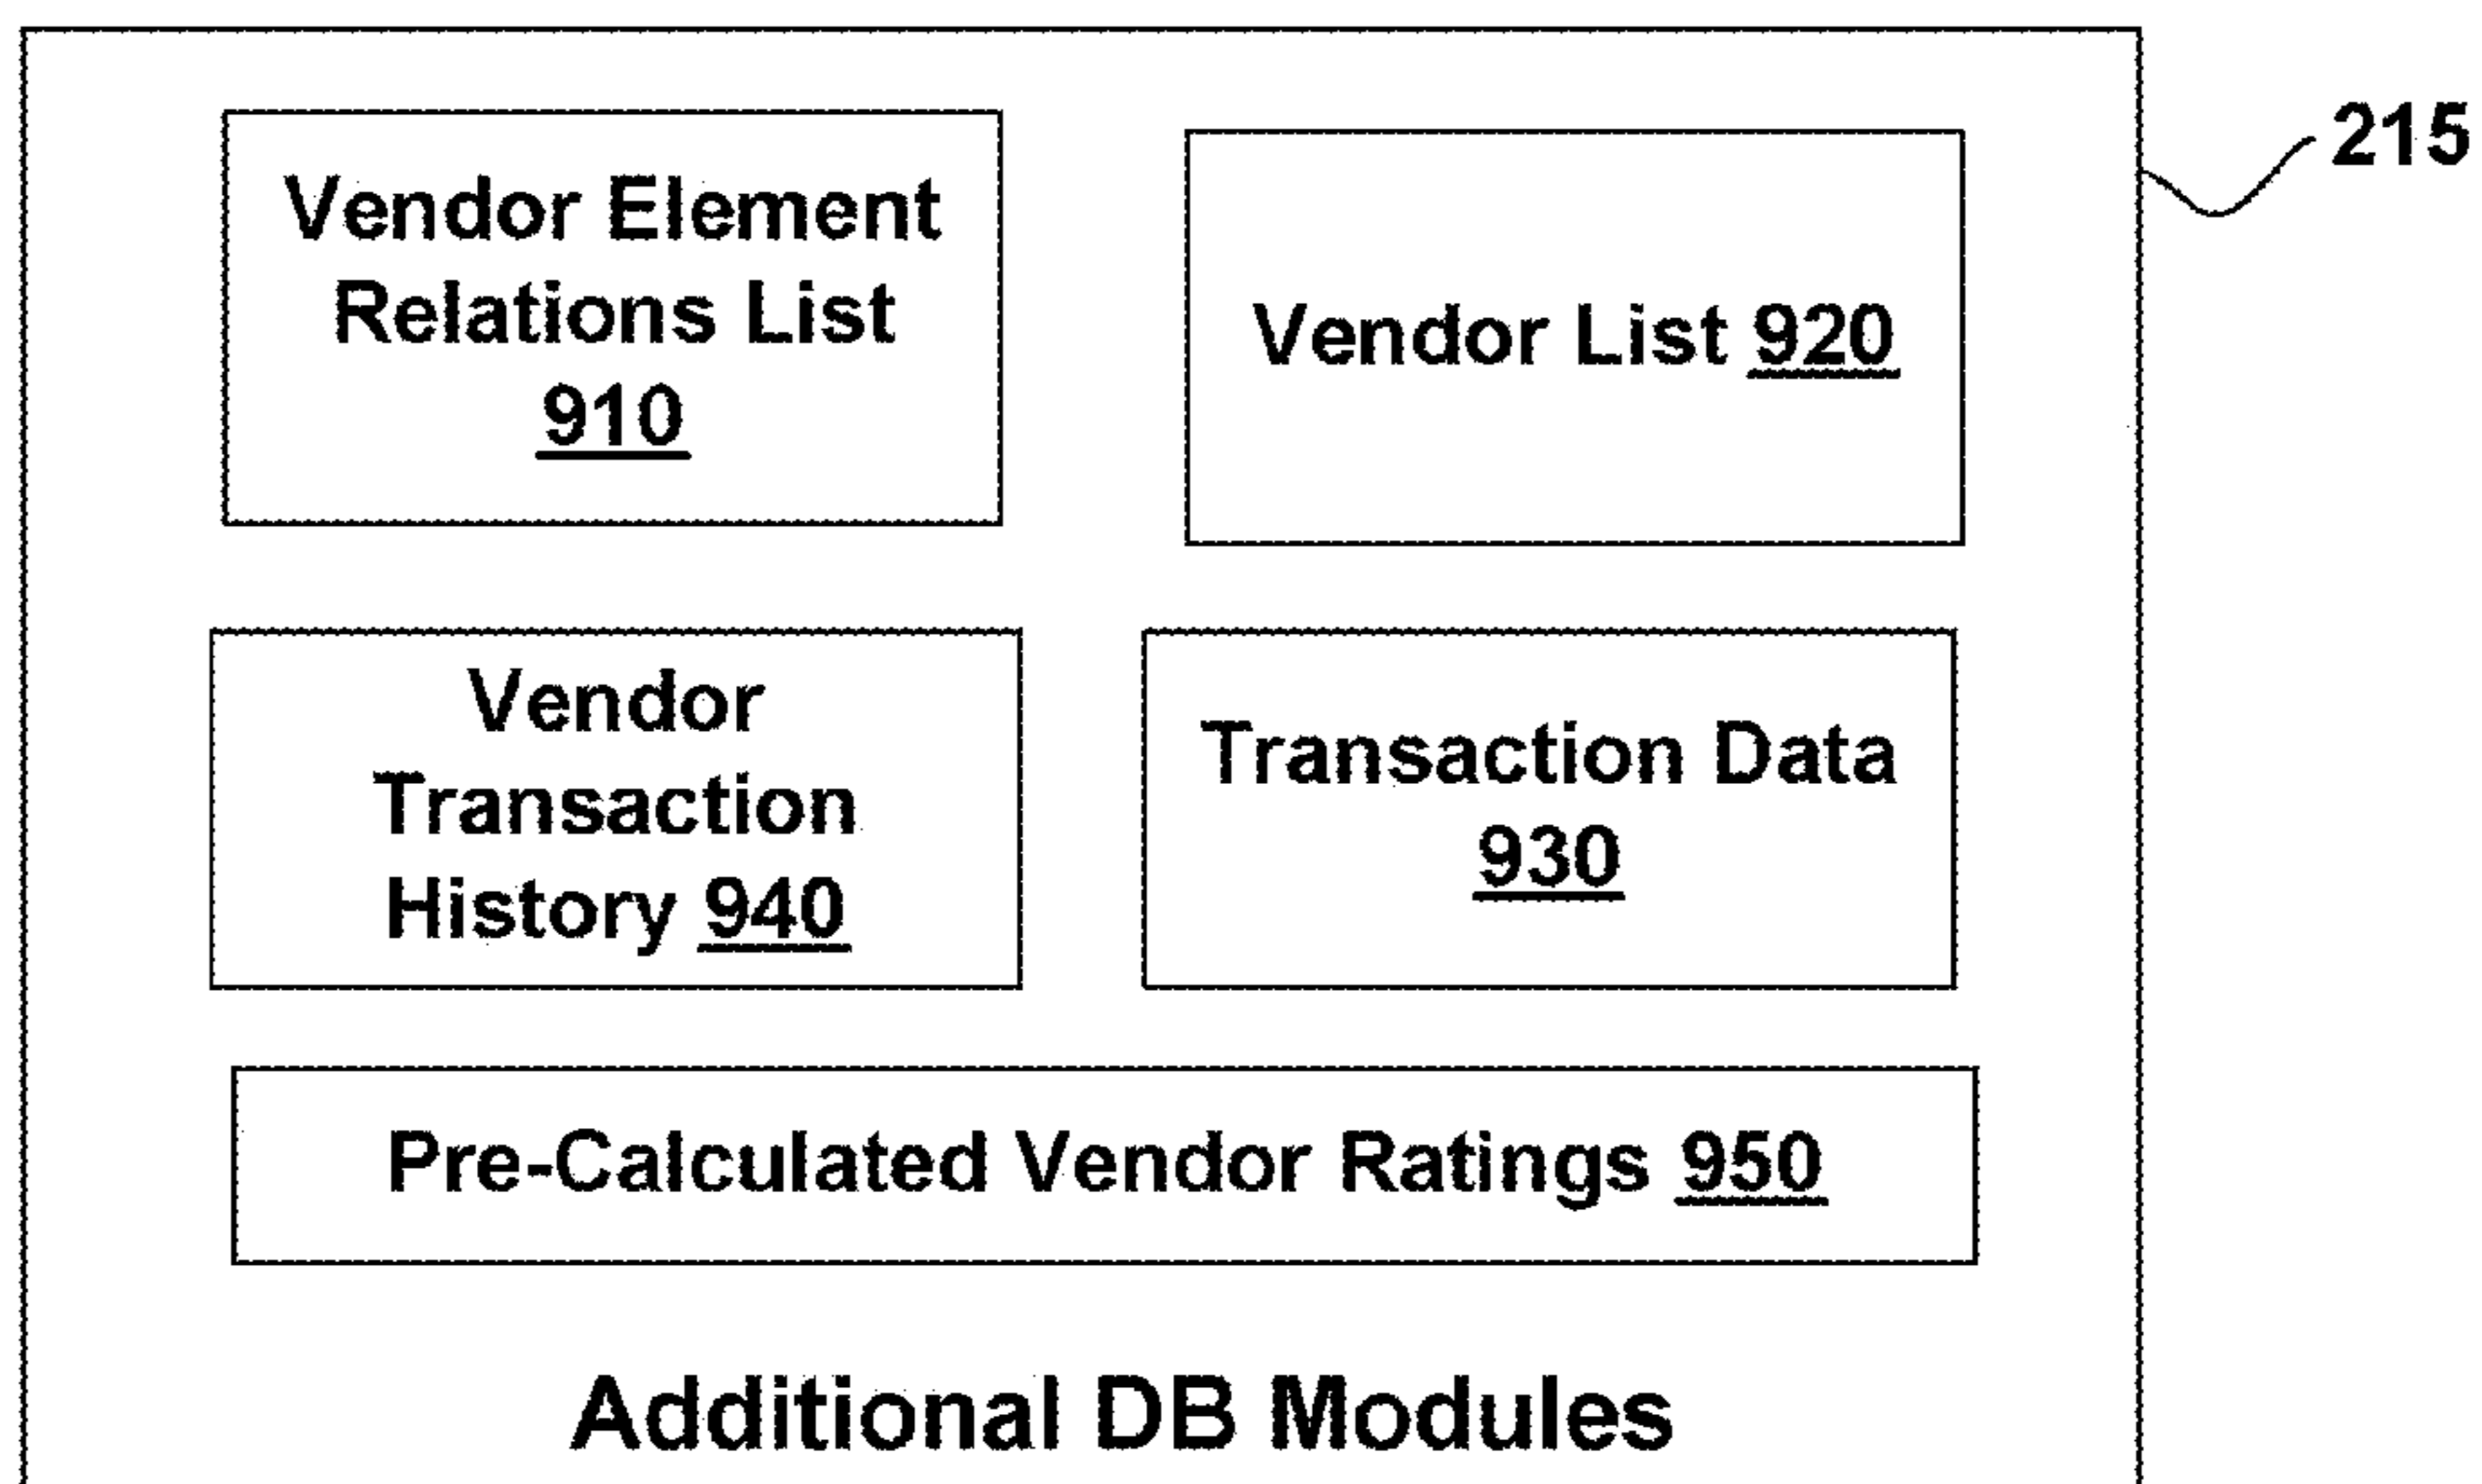 215
Vendor Element
Relations List
910
Vendor List 920
Vendor
Transaction
History 940
Transaction Data
930
Pre-Calculated Vendor Ratings 950
Additional DB Modules